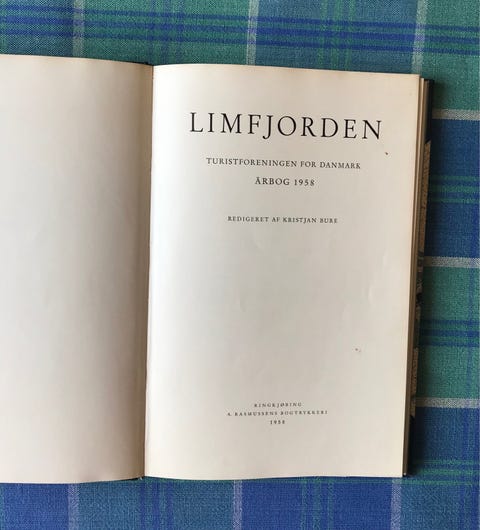 LIMFJORDEN
TURISTFORENINGEN FOR DANMARK
ÅRBOG 1958
REDIGERET AF KRISTJAN BURE
RINGKJØBING
A. RASMUSSENS BOGTRYKKERI
1958